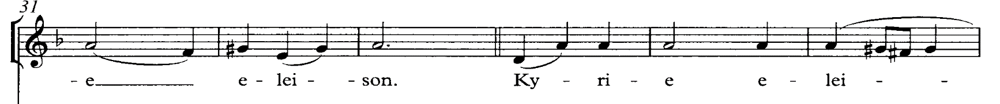 31
- e e - lei - - son. Ky - ri - e e - lei - -